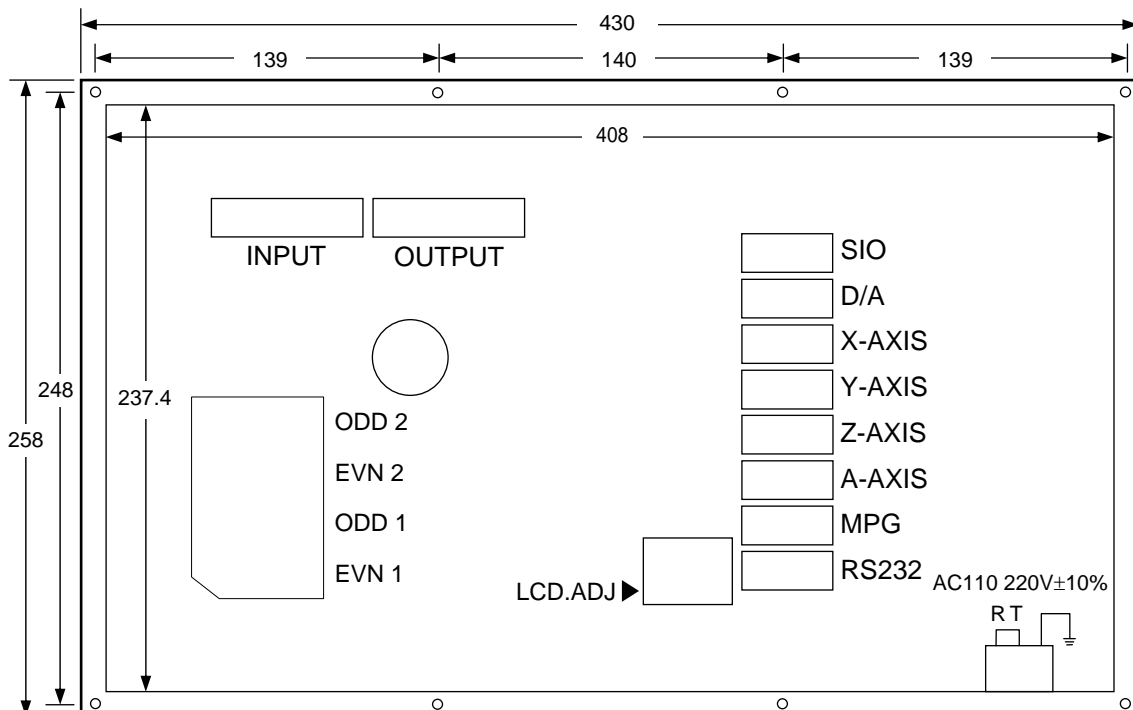 430
139 140 139
408
INPUT OUTPUT
SIO
D/A
X-AXIS
Y-AXIS
Z-AXIS
A-AXIS
MPG
RS232
248
258
237.4
ODD 2
EVN 2
ODD 1
EVN 1
LCD.ADJ
AC110 220V±10%
R T